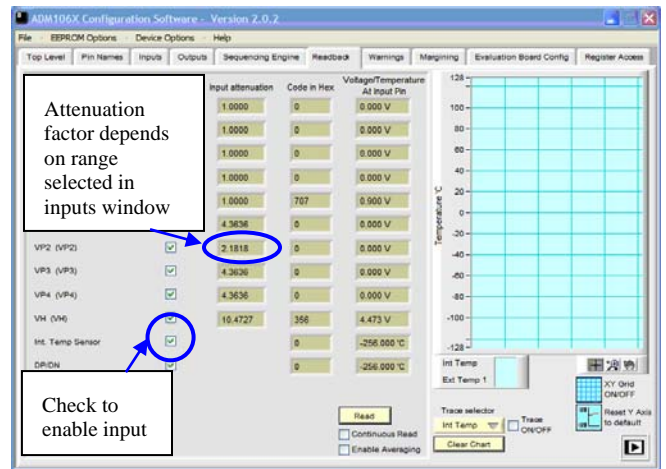 ADM106X Configuration Software - Version 2.0.2
File EEPROM Options Device Options Help
Top Level Pin Names Inputs Outputs Sequencing Engine Readback Warnings Margining Evaluation Board Config Register Access
Input attenuation Code in Hex Voltage/Temperature At Input Pin
1.0000 0 0.000 V
1.0000 0 0.000 V
1.0000 0 0.000 V
1.0000 0 0.000 V
1.0000 707 0.900 V
4.3636 0 0.000 V
VP2 (VP2) 2.1818 0 0.000 V
VP3 (VP3) 4.3636 0 0.000 V
VP4 (VP4) 4.3636 0 0.000 V
VH (VH) 10.4727 356 4.473 V
Int. Temp Sensor 0 -256.000 °C
DP/DN 0 -256.000 °C
Attenuation
factor depends
on range
selected in
inputs window
Check to
enable input
Read
Continuous Read
Enable Averaging
Temperature °C
128
100
80
60
40
20
0
-20
-40
-60
-80
-100
-128
Int Temp
Ext Temp 1
XY Grid
ON/OFF
Reset Y Axis
to default
Trace selector
Int Temp
Trace
ON/OFF
Clear Chart